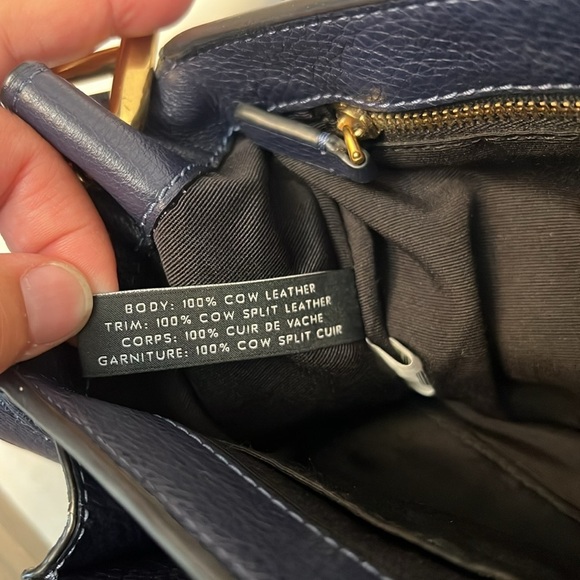 BODY: 100% COW LEATHER
TRIM: 100% COW SPLIT LEATHER
CORPS: 100% CUIR DE VACHE
GARNITURE: 100% COW SPLIT CUIR